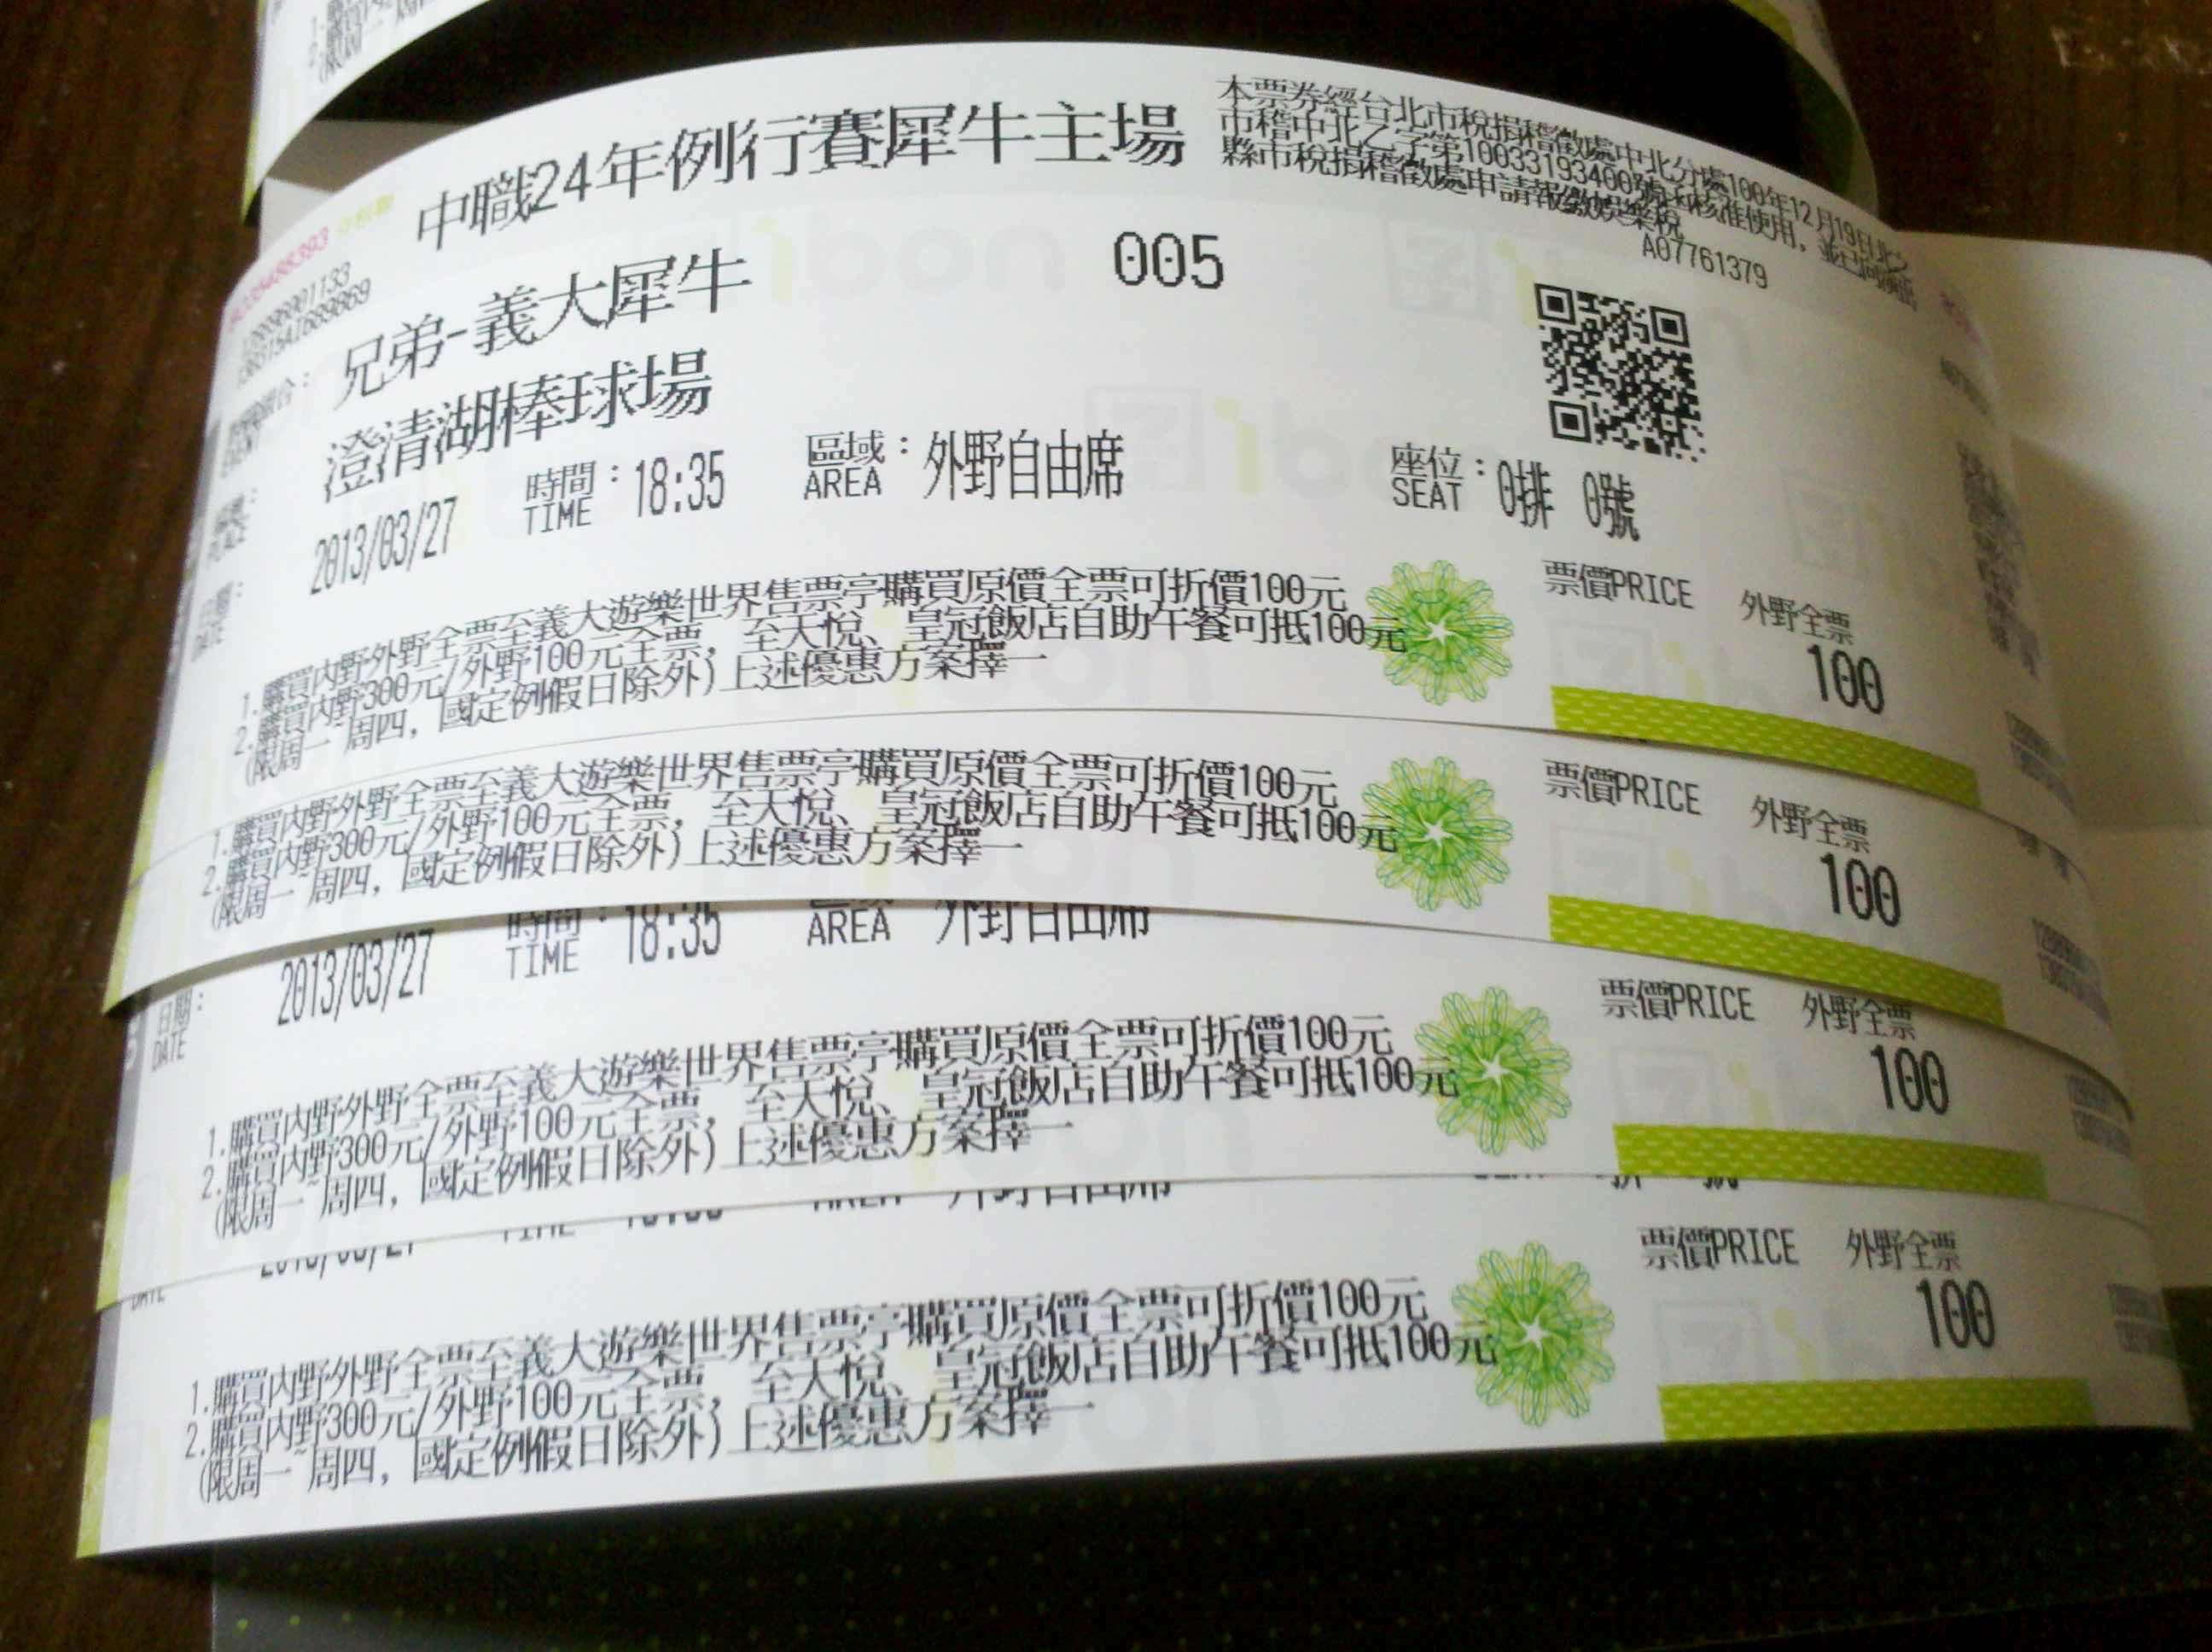 中職24年例行賽犀牛主場
本票券經台北市稅捐稽徵處中北分處100年12月19日北
市稽中北乙字第10033193400號函核准使用，並已向
縣市稅捐稽徵處申請報繳娛樂稅
A07761379
兄弟-義大犀牛
005
澄清湖棒球場
日期：
DATE
2013/03/27
時間：
TIME
18:35
區域：
AREA
外野自由席
座位：
SEAT
0排 0號
1.購買內野外野全票至義大遊樂世界售票亭購買原價全票可折價100元
2.購買內野300元/外野100元全票，至天悅、皇冠飯店自助午餐可抵100元
(限周一~周四，國定例假日除外)上述優惠方案擇一
票價PRICE 外野全票
100
1.購買內野外野全票至義大遊樂世界售票亭購買原價全票可折價100元
2.購買內野300元/外野100元全票，至天悅、皇冠飯店自助午餐可抵100元
(限周一~周四，國定例假日除外)上述優惠方案擇一
票價PRICE 外野全票
100
日期：
DATE
2013/03/27
時間：
TIME
18:35
AREA
外野自由席
1.購買內野外野全票至義大遊樂世界售票亭購買原價全票可折價100元
2.購買內野300元/外野100元全票，至天悅、皇冠飯店自助午餐可抵100元
(限周一~周四，國定例假日除外)上述優惠方案擇一
票價PRICE 外野全票
100
1.購買內野外野全票至義大遊樂世界售票亭購買原價全票可折價100元
2.購買內野300元/外野100元全票，至天悅、皇冠飯店自助午餐可抵100元
(限周一~周四，國定例假日除外)上述優惠方案擇一
票價PRICE 外野全票
100